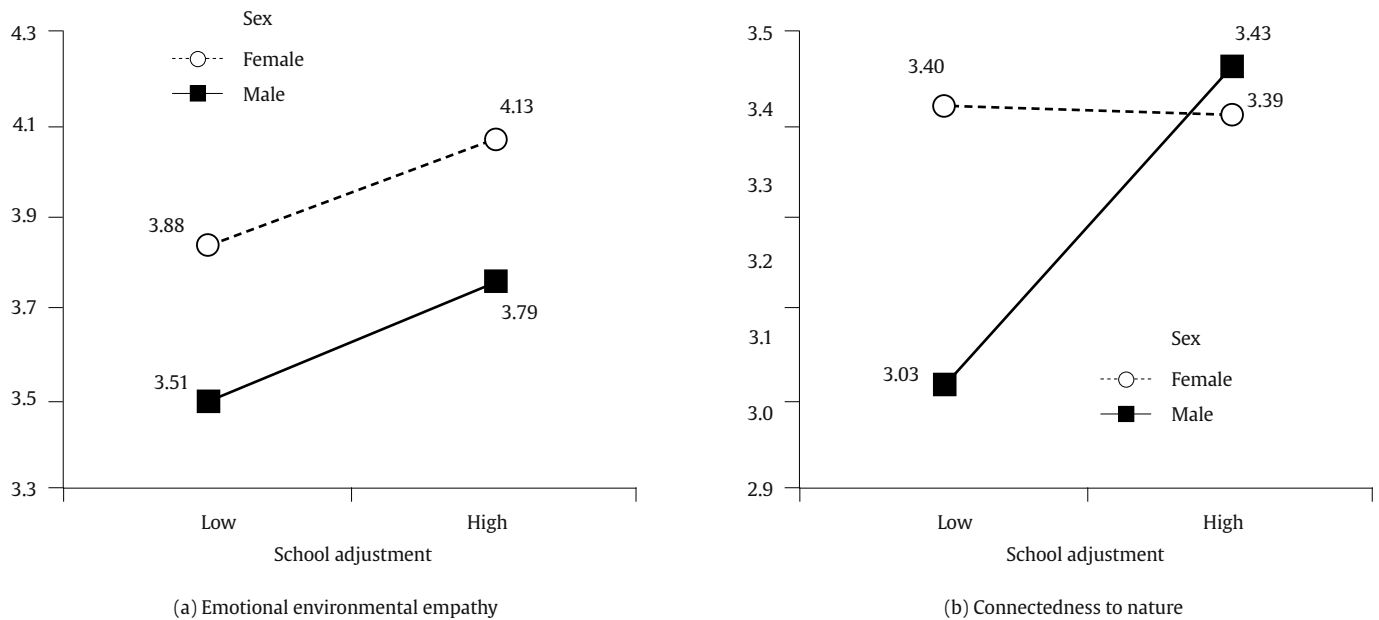 Sex
Female
Male
4.3
4.1
3.9
3.7
3.5
3.3
3.88
4.13
3.51
3.79
Low
High
School adjustment
(a) Emotional environmental empathy
3.5
3.4
3.3
3.2
3.1
3.0
2.9
3.40
3.43
3.39
3.03
Sex
Female
Male
Low
High
School adjustment
(b) Connectedness to nature